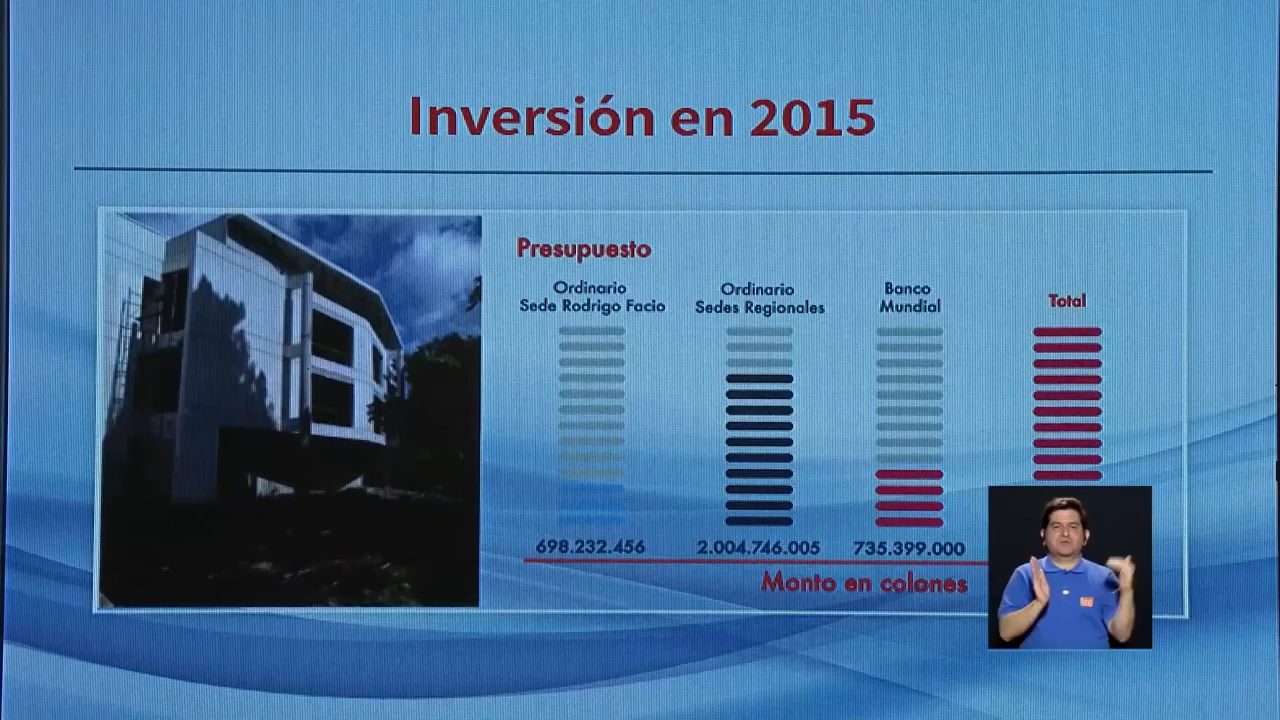 Inversión en 2015
Presupuesto
Ordinario
Sede Rodrigo Facio
Ordinario
Sedes Regionales
Banco
Mundial
Total
698.232.456
2.004.746.005
735.399.000
Monto en colones